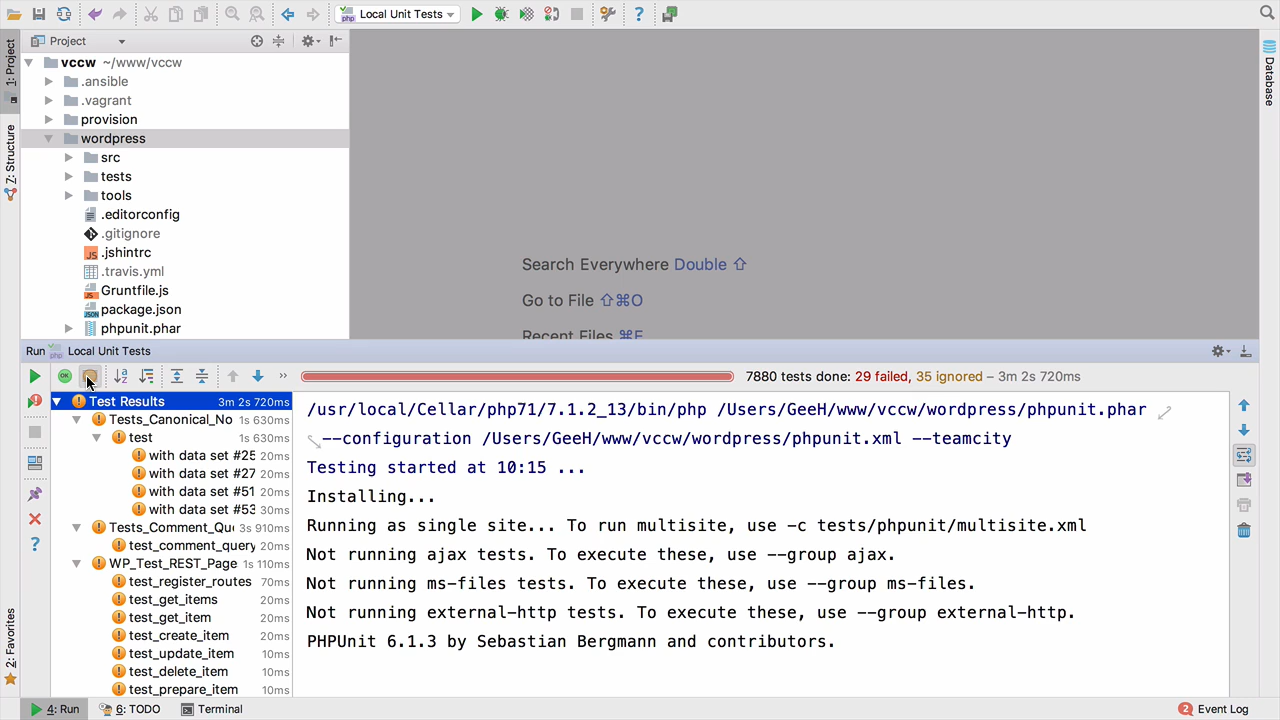 Local Unit Tests
1: Project
Z: Structure
2: Favorites
Database
Project
vccw ~/www/vccw
.ansible
.vagrant
provision
wordpress
src
tests
tools
.editorconfig
.gitignore
.jshintrc
.travis.yml
Gruntfile.js
package.json
phpunit.phar
Search Everywhere Double ⇧
Go to File ⇧⌘O
Recent Files ⌘E
Run Local Unit Tests
7880 tests done: 29 failed, 35 ignored – 3m 2s 720ms
Test Results 3m 2s 720ms
Tests_Canonical_No 1s 630ms
test 1s 630ms
with data set #25 20ms
with data set #27 20ms
with data set #51 20ms
with data set #53 30ms
Tests_Comment_Qu 3s 910ms
test_comment_query 20ms
WP_Test_REST_Page 1s 110ms
test_register_routes 70ms
test_get_items 20ms
test_get_item 20ms
test_create_item 20ms
test_update_item 10ms
test_delete_item 10ms
test_prepare_item 10ms
/usr/local/Cellar/php71/7.1.2_13/bin/php /Users/GeeH/www/vccw/wordpress/phpunit.phar
--configuration /Users/GeeH/www/vccw/wordpress/phpunit.xml --teamcity
Testing started at 10:15 ...
Installing...
Running as single site... To run multisite, use -c tests/phpunit/multisite.xml
Not running ajax tests. To execute these, use --group ajax.
Not running ms-files tests. To execute these, use --group ms-files.
Not running external-http tests. To execute these, use --group external-http.
PHPUnit 6.1.3 by Sebastian Bergmann and contributors.
4: Run 6: TODO Terminal 2 Event Log